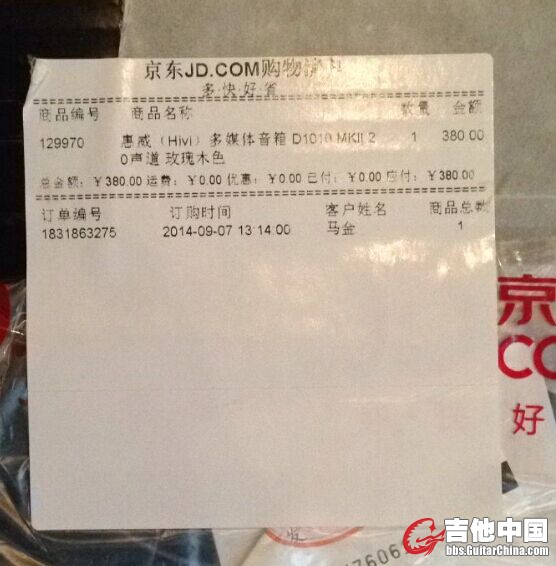 京东JD.COM购物清单
多·快·好·省
商品编号 商品名称 数量 金额
129970 惠威（Hivi）多媒体音箱 D1010 MKII 2 1 380.00
0声道 玫瑰木色
总金额：￥380.00 运费：￥0.00 优惠：￥0.00 已付：￥0.00 应付：￥380.00
订单编号 订购时间 客户姓名 商品总数
1831863275 2014-09-07 13:14:00 马金 1
京
CO
好
吉他中国
bbs.GuitarChina.com